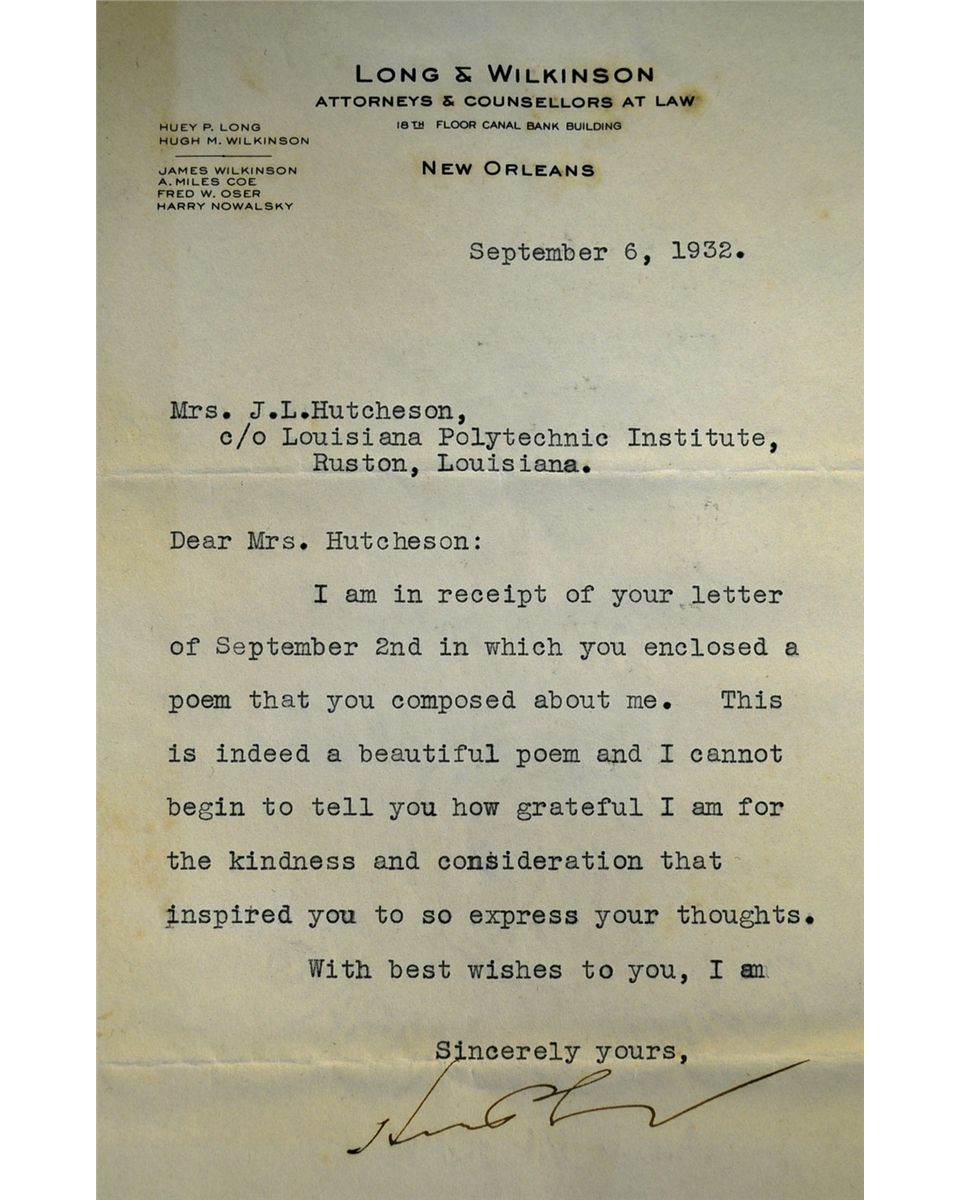 LONG & WILKINSON
ATTORNEYS & COUNSELLORS AT LAW
18TH FLOOR CANAL BANK BUILDING
NEW ORLEANS
HUEY P. LONG
HUGH M. WILKINSON
JAMES WILKINSON
A. MILES COE
FRED W. OSER
HARRY NOWALSKY
September 6, 1932.
Mrs. J.L.Hutcheson,
c/o Louisiana Polytechnic Institute,
Ruston, Louisiana.
Dear Mrs. Hutcheson:
I am in receipt of your letter
of September 2nd in which you enclosed a
poem that you composed about me. This
is indeed a beautiful poem and I cannot
begin to tell you how grateful I am for
the kindness and consideration that
inspired you to so express your thoughts.
With best wishes to you, I am
Sincerely yours,